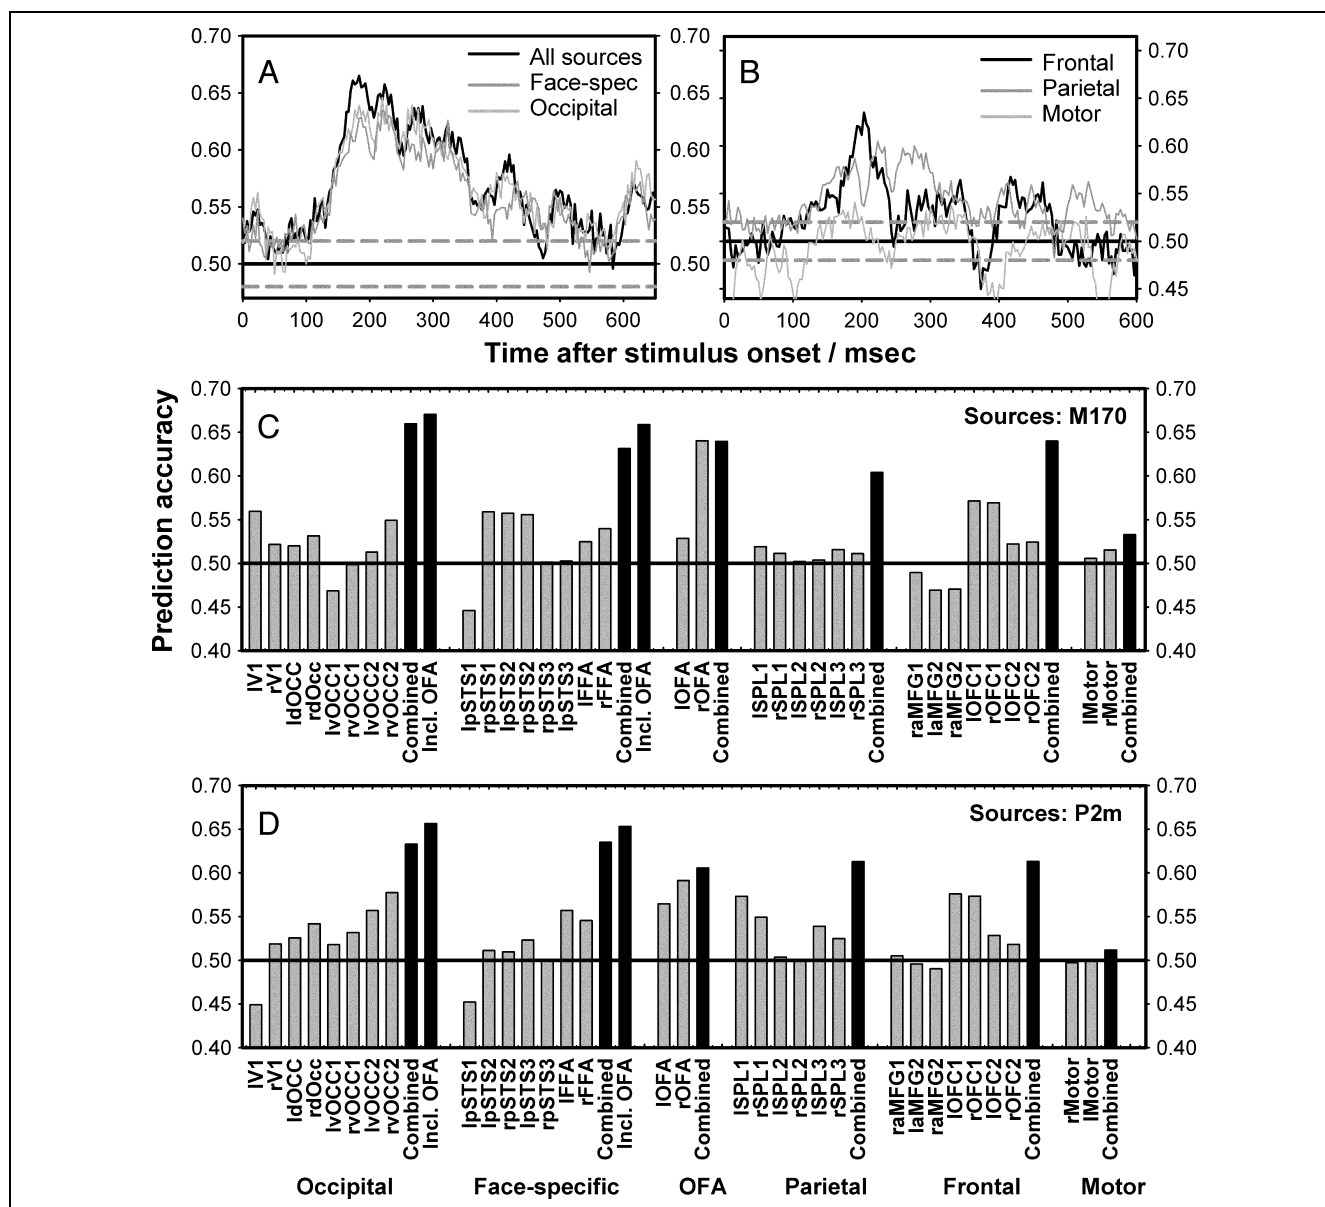 A
All sources
Face-spec
Occipital
0.70
0.65
0.60
0.55
0.50
0 100 200 300 400 500 600
B
Frontal
Parietal
Motor
0.70
0.65
0.60
0.55
0.50
0.70
0.65
0.60
0.55
0.50
0.45
0 100 200 300 400 500 600
Time after stimulus onset / msec
Prediction accuracy
C
Sources: M170
0.70 0.70
0.65 0.65
0.60 0.60
0.55 0.55
0.50 0.50
0.45 0.45
0.40 0.40
lV1 rV1 ldOCC rdOcc lvOCC1 rvOCC1 lvOCC2 rvOCC2 Combined Incl. OFA lpSTS1 rpSTS1 lpSTS2 rpSTS2 rpSTS3 lpSTS3 lFFA rFFA Combined Incl. OFA lOFA rOFA Combined lSPL1 rSPL1 lSPL2 rSPL2 lSPL3 rSPL3 Combined raMFG1 laMFG2 raMFG2 lOFC1 rOFC1 lOFC2 rOFC2 Combined lMotor rMotor Combined
D
Sources: P2m
0.70 0.70
0.65 0.65
0.60 0.60
0.55 0.55
0.50 0.50
0.45 0.45
0.40 0.40
lV1 rV1 ldOCC rdOcc lvOCC1 rvOCC1 lvOCC2 rvOCC2 Combined Incl. OFA lpSTS1 lpSTS2 rpSTS2 lpSTS3 rpSTS3 lFFA rFFA Combined Incl. OFA lOFA rOFA Combined lSPL1 rSPL1 lSPL2 rSPL2 lSPL3 rSPL3 Combined raMFG1 laMFG2 raMFG2 lOFC1 rOFC1 lOFC2 rOFC2 Combined rMotor lMotor Combined
Occipital Face-specific OFA Parietal Frontal Motor